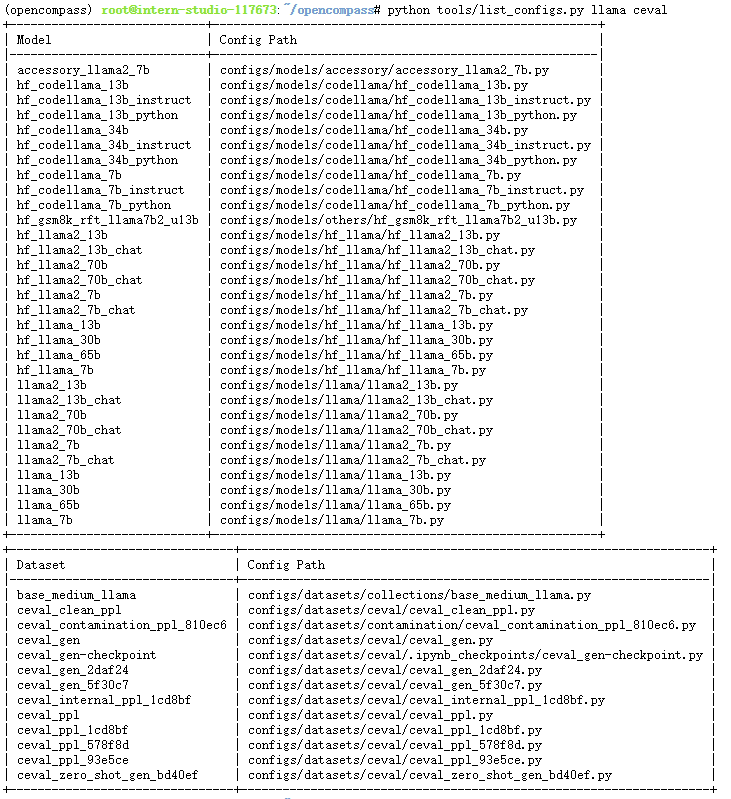 (opencompass) root@intern-studio-117673:~/opencompass# python tools/list_configs.py llama ceval
| Model | Config Path |
| accessory_llama2_7b | configs/models/accessory/accessory_llama2_7b.py |
| hf_codellama_13b | configs/models/codellama/hf_codellama_13b.py |
| hf_codellama_13b_instruct | configs/models/codellama/hf_codellama_13b_instruct.py |
| hf_codellama_13b_python | configs/models/codellama/hf_codellama_13b_python.py |
| hf_codellama_34b | configs/models/codellama/hf_codellama_34b.py |
| hf_codellama_34b_instruct | configs/models/codellama/hf_codellama_34b_instruct.py |
| hf_codellama_34b_python | configs/models/codellama/hf_codellama_34b_python.py |
| hf_codellama_7b | configs/models/codellama/hf_codellama_7b.py |
| hf_codellama_7b_instruct | configs/models/codellama/hf_codellama_7b_instruct.py |
| hf_codellama_7b_python | configs/models/codellama/hf_codellama_7b_python.py |
| hf_gsm8k_rft_llama7b2_u13b | configs/models/others/hf_gsm8k_rft_llama7b2_u13b.py |
| hf_llama2_13b | configs/models/hf_llama/hf_llama2_13b.py |
| hf_llama2_13b_chat | configs/models/hf_llama/hf_llama2_13b_chat.py |
| hf_llama2_70b | configs/models/hf_llama/hf_llama2_70b.py |
| hf_llama2_70b_chat | configs/models/hf_llama/hf_llama2_70b_chat.py |
| hf_llama2_7b | configs/models/hf_llama/hf_llama2_7b.py |
| hf_llama2_7b_chat | configs/models/hf_llama/hf_llama2_7b_chat.py |
| hf_llama_13b | configs/models/hf_llama/hf_llama_13b.py |
| hf_llama_30b | configs/models/hf_llama/hf_llama_30b.py |
| hf_llama_65b | configs/models/hf_llama/hf_llama_65b.py |
| hf_llama_7b | configs/models/hf_llama/hf_llama_7b.py |
| llama2_13b | configs/models/llama/llama2_13b.py |
| llama2_13b_chat | configs/models/llama/llama2_13b_chat.py |
| llama2_70b | configs/models/llama/llama2_70b.py |
| llama2_70b_chat | configs/models/llama/llama2_70b_chat.py |
| llama2_7b | configs/models/llama/llama2_7b.py |
| llama2_7b_chat | configs/models/llama/llama2_7b_chat.py |
| llama_13b | configs/models/llama/llama_13b.py |
| llama_30b | configs/models/llama/llama_30b.py |
| llama_65b | configs/models/llama/llama_65b.py |
| llama_7b | configs/models/llama/llama_7b.py |
| Dataset | Config Path |
| base_medium_llama | configs/datasets/collections/base_medium_llama.py |
| ceval_clean_ppl | configs/datasets/ceval/ceval_clean_ppl.py |
| ceval_contamination_ppl_810ec6 | configs/datasets/contamination/ceval_contamination_ppl_810ec6.py |
| ceval_gen | configs/datasets/ceval/ceval_gen.py |
| ceval_gen-checkpoint | configs/datasets/ceval/.ipynb_checkpoints/ceval_gen-checkpoint.py |
| ceval_gen_2daf24 | configs/datasets/ceval/ceval_gen_2daf24.py |
| ceval_gen_5f30c7 | configs/datasets/ceval/ceval_gen_5f30c7.py |
| ceval_internal_ppl_1cd8bf | configs/datasets/ceval/ceval_internal_ppl_1cd8bf.py |
| ceval_ppl | configs/datasets/ceval/ceval_ppl.py |
| ceval_ppl_1cd8bf | configs/datasets/ceval/ceval_ppl_1cd8bf.py |
| ceval_ppl_578f8d | configs/datasets/ceval/ceval_ppl_578f8d.py |
| ceval_ppl_93e5ce | configs/datasets/ceval/ceval_ppl_93e5ce.py |
| ceval_zero_shot_gen_bd40ef | configs/datasets/ceval/ceval_zero_shot_gen_bd40ef.py |